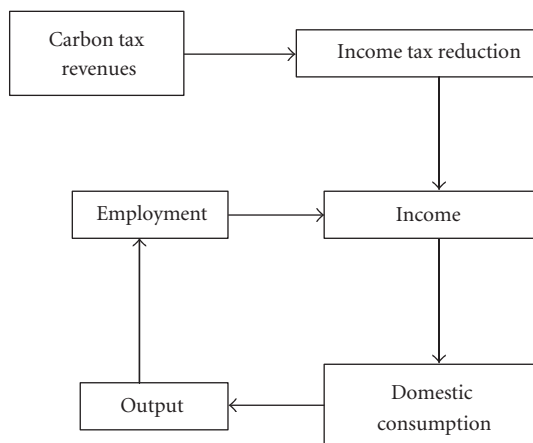 Carbon tax
revenues
Income tax reduction
Employment
Income
Output
Domestic
consumption